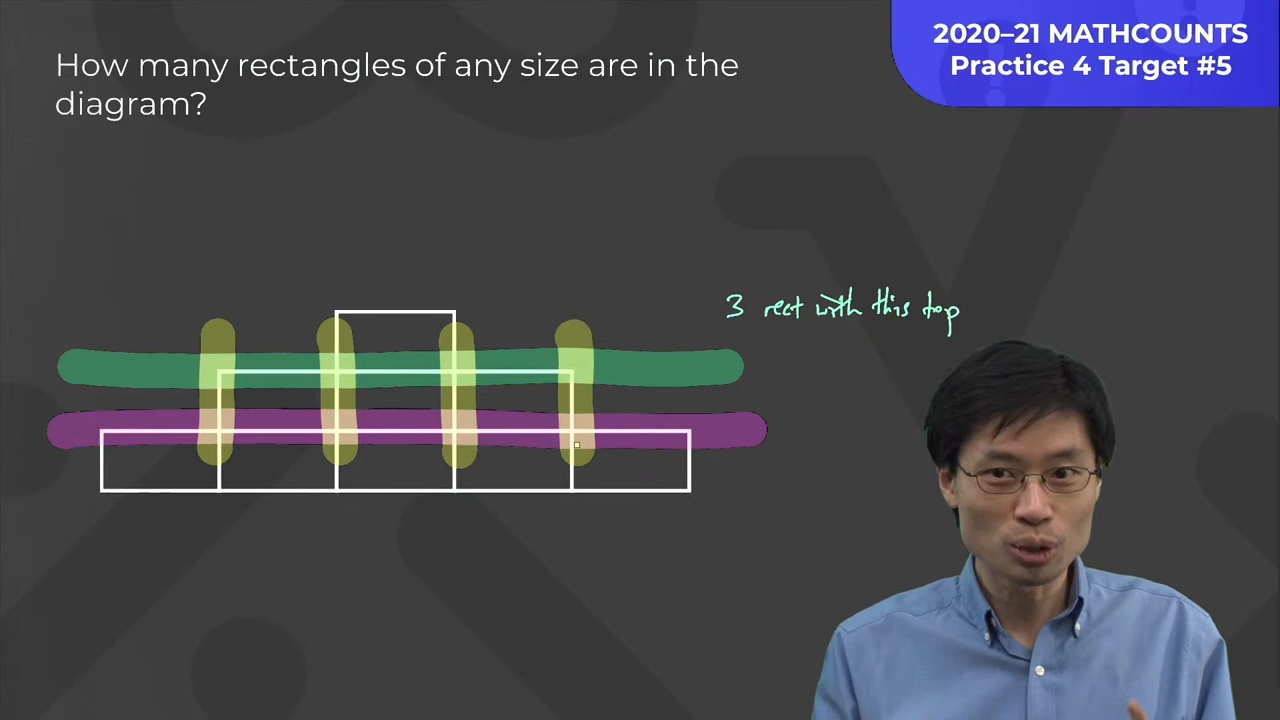 How many rectangles of any size are in the
diagram?
2020–21 MATHCOUNTS
Practice 4 Target #5
3 rect with this top